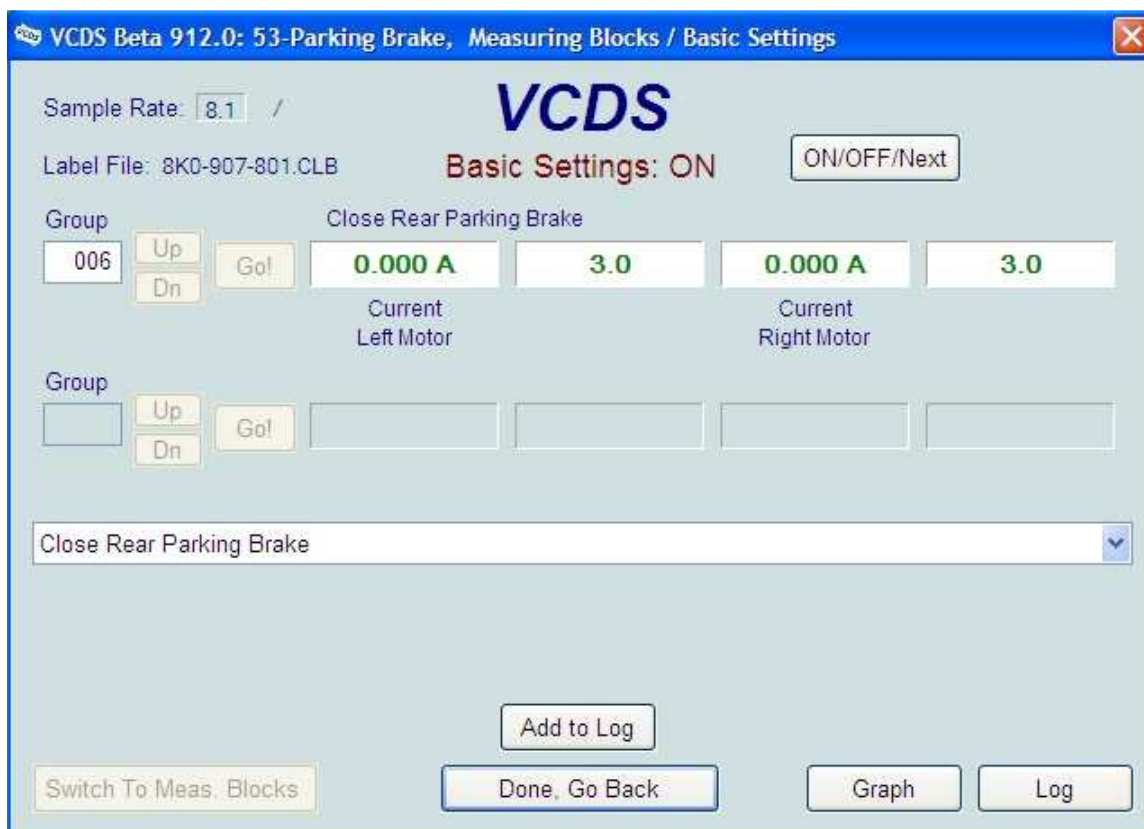 VCDS Beta 912.0: 53-Parking Brake, Measuring Blocks / Basic Settings
Sample Rate: 8.1 /
VCDS
Label File: 8K0-907-801.CLB
Basic Settings: ON
ON/OFF/Next
Group
Close Rear Parking Brake
006
Up
Dn
Go!
0.000 A
3.0
0.000 A
3.0
Current
Left Motor
Current
Right Motor
Group
Up
Dn
Go!
Close Rear Parking Brake
Add to Log
Switch To Meas. Blocks
Done, Go Back
Graph
Log